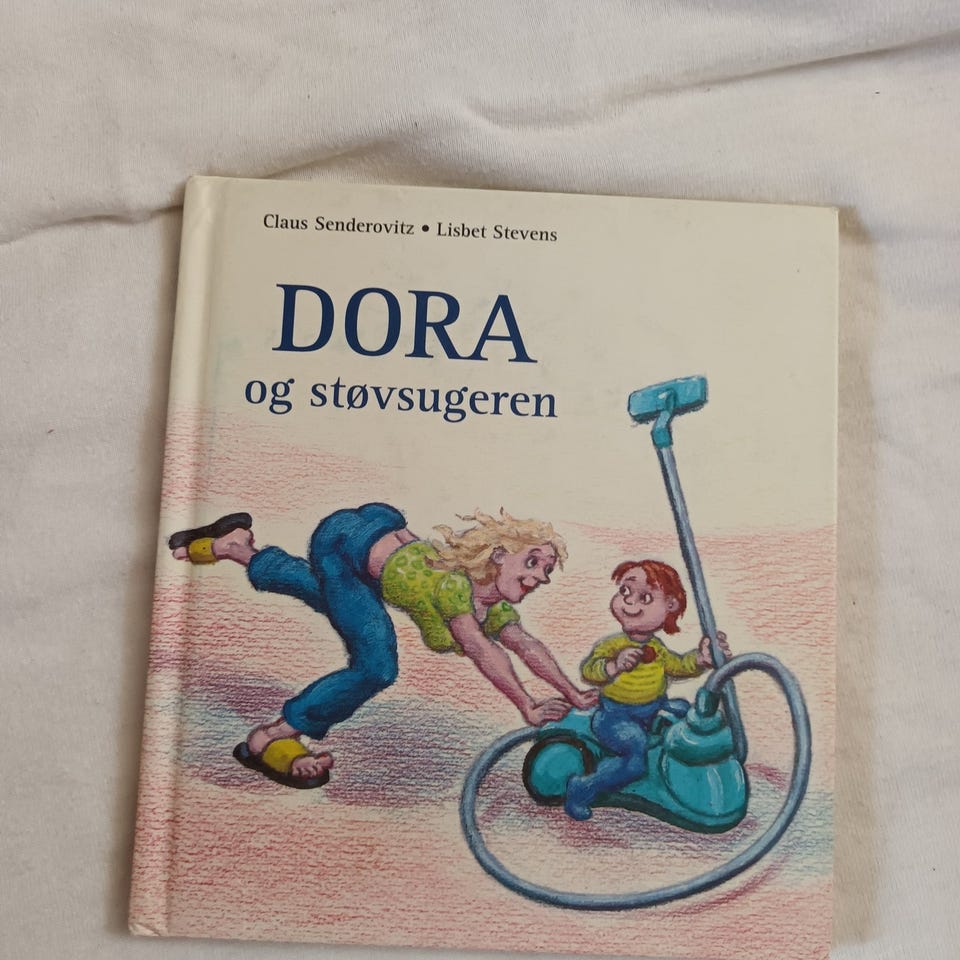 Claus Senderovitz • Lisbet Stevens
DORA
og støvsugeren